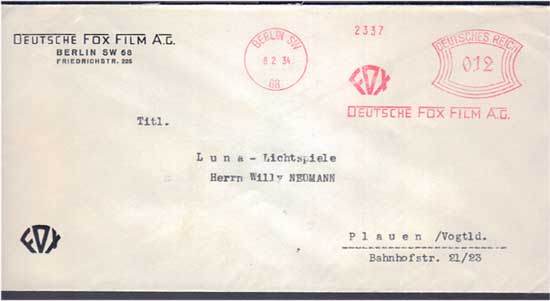 DEUTSCHE FOX FILM A.G.
BERLIN SW 68
FRIEDRICHSTR. 225
BERLIN SW
8.2.34.
68
2337
FOX
DEUTSCHES REICH
012
DEUTSCHE FOX FILM A.G.
Titl.
Luna-Lichtspiele
Herrn Willy NEUMANN
FOX
Plauen /Vogtld.
Bahnhofstr. 21/23